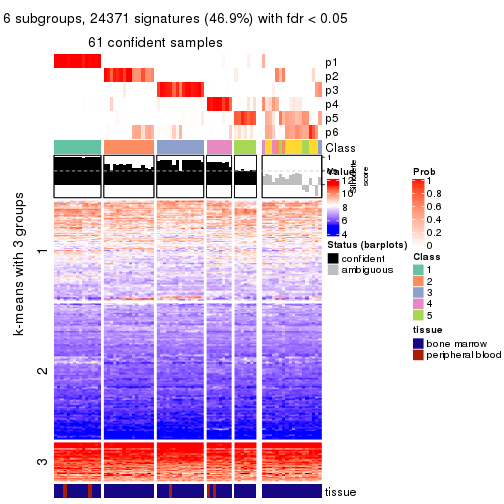 6 subgroups, 24371 signatures (46.9%) with fdr < 0.05
61 confident samples
p1
p2
p3
p4
p5
p6
Class
1
Silhouette
score
Value
12
10
8
6
4
Status (barplots)
confident
ambiguous
Prob
1
0.8
0.6
0.4
0.2
0
Class
1
2
3
4
5
tissue
bone marrow
peripheral blood
k-means with 3 groups
1
2
3
tissue